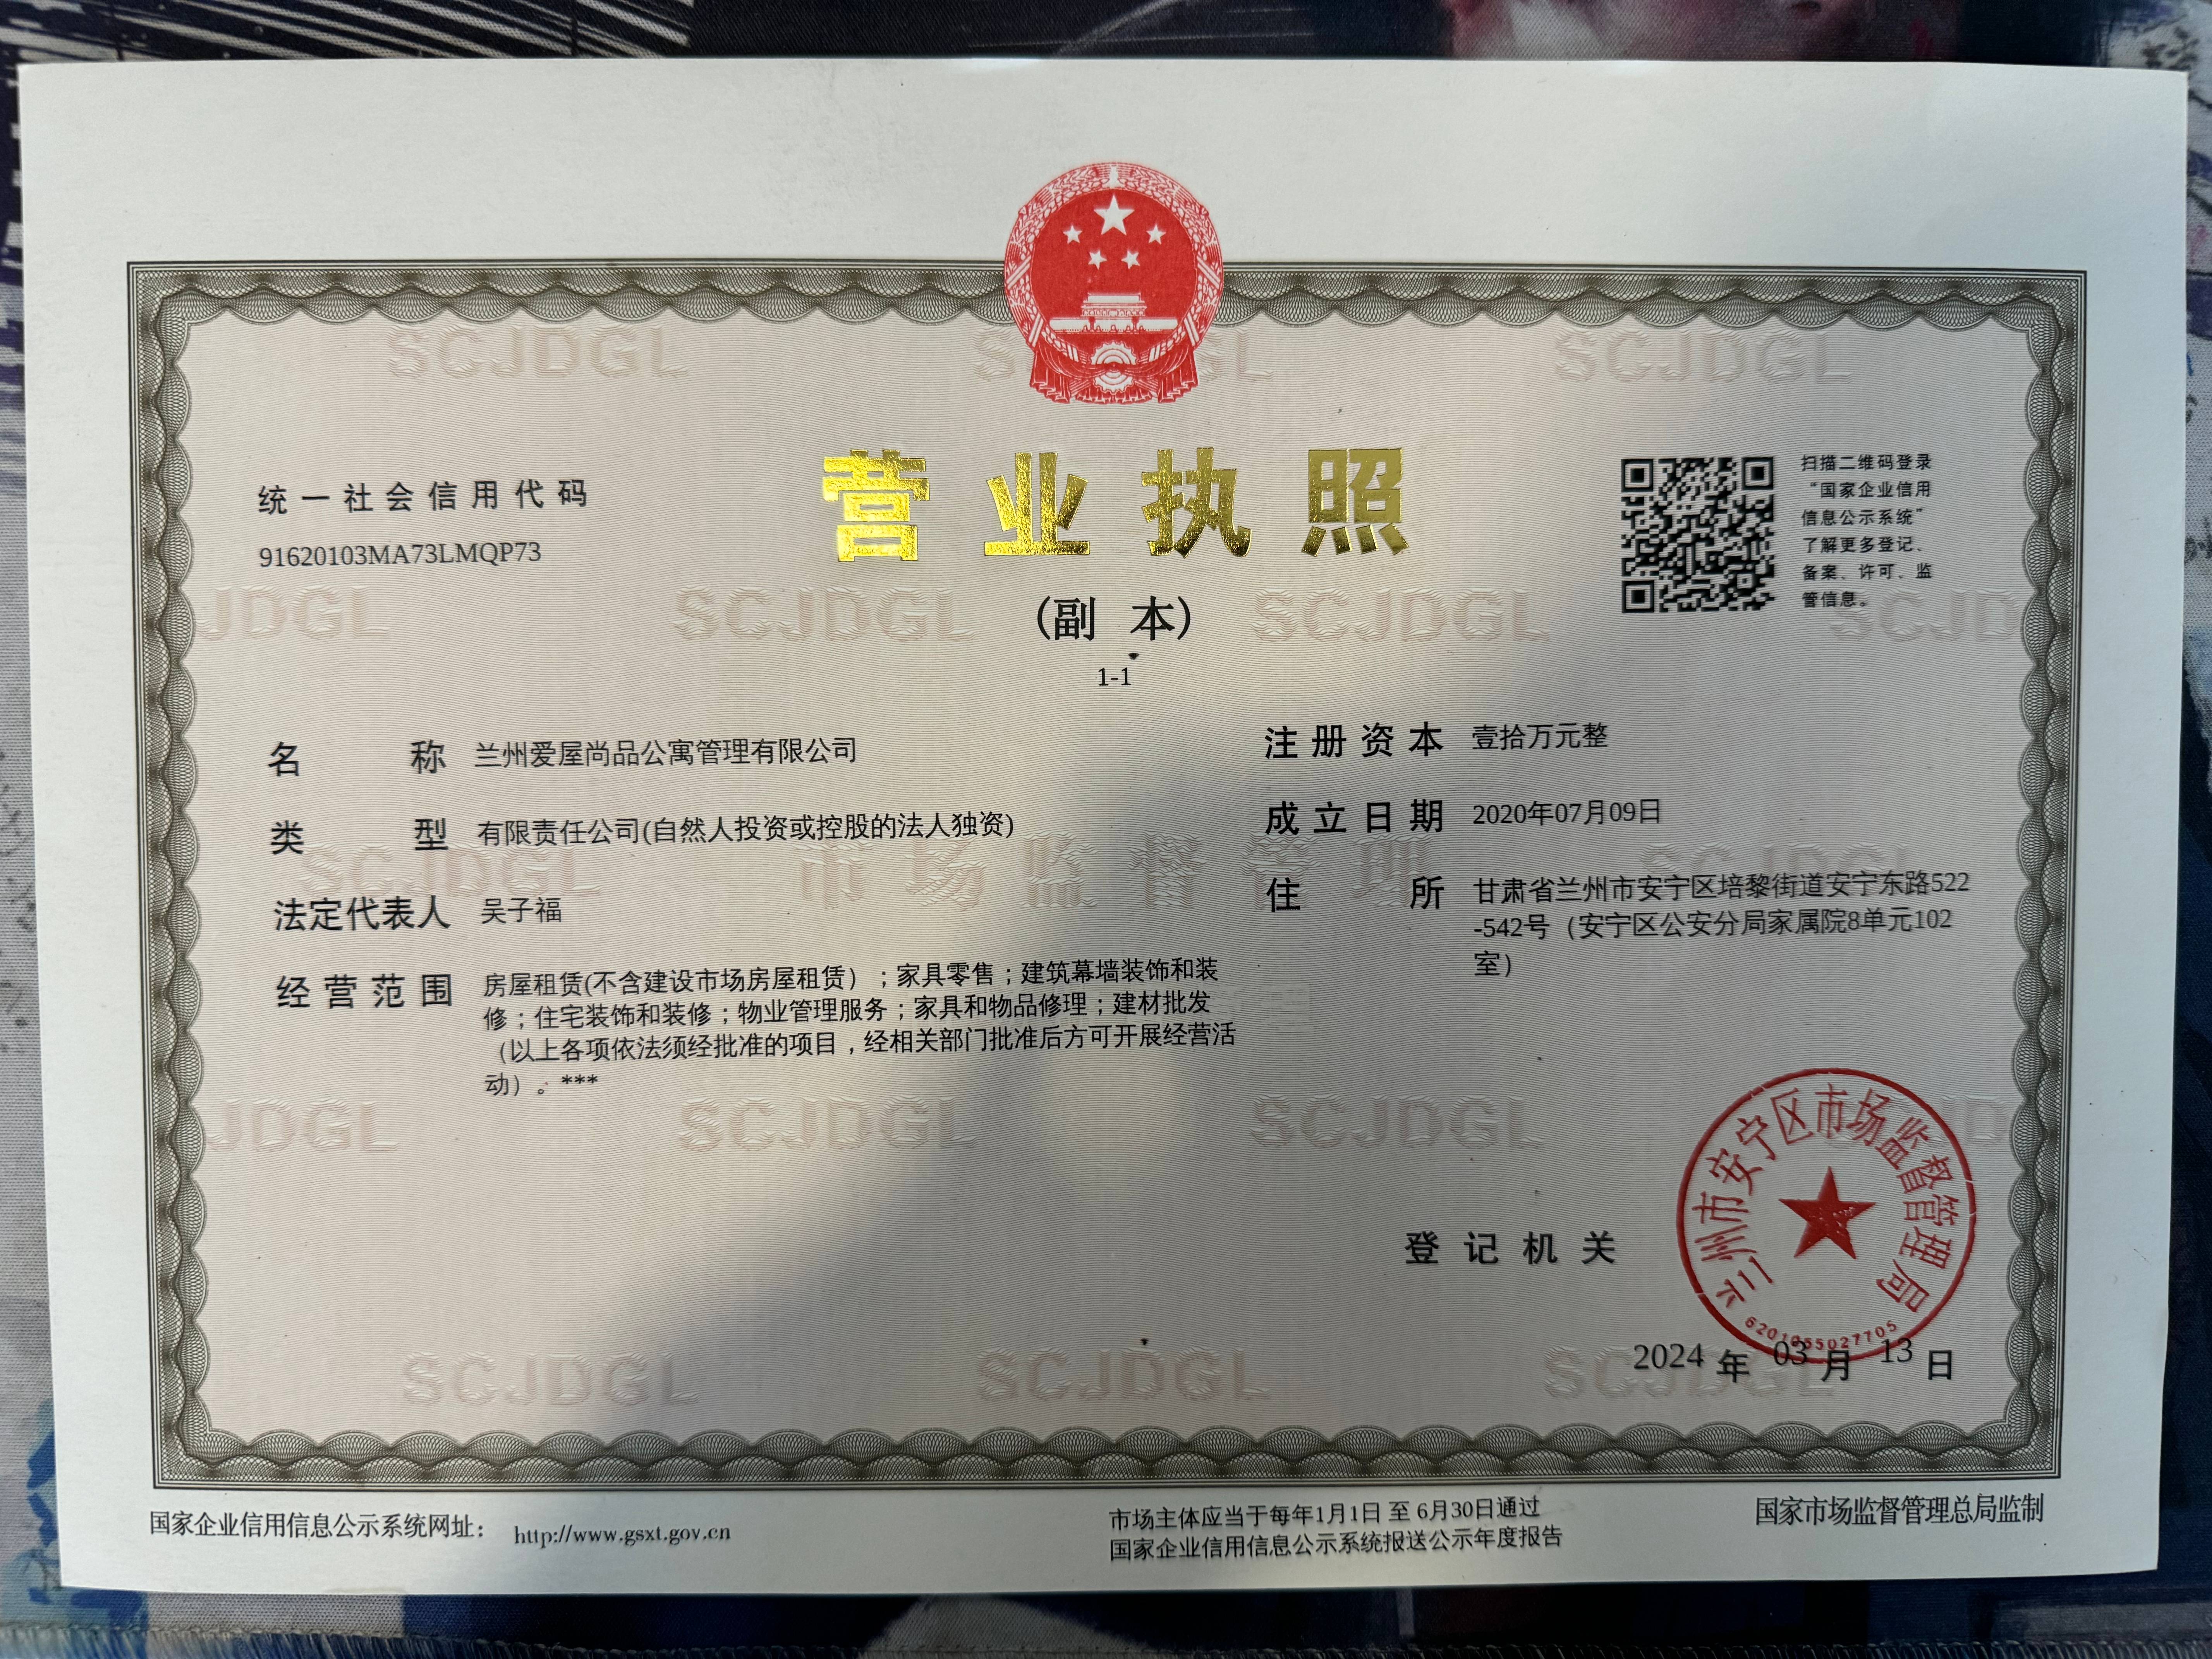 营业执照
(副 本)
1-1
统一社会信用代码
91620103MA73LMQP73
扫描二维码登录
“国家企业信用
信息公示系统”
了解更多登记、
备案、许可、监
管信息。
名 称 兰州爱屋尚品公寓管理有限公司
类 型 有限责任公司(自然人投资或控股的法人独资)
法定代表人 吴子福
经营范围 房屋租赁(不含建设市场房屋租赁）；家具零售；建筑幕墙装饰和装
修；住宅装饰和装修；物业管理服务；家具和物品修理；建材批发
（以上各项依法须经批准的项目，经相关部门批准后方可开展经营活
动）。***
注册资本 壹拾万元整
成立日期 2020年07月09日
住 所 甘肃省兰州市安宁区培黎街道安宁东路522
-542号（安宁区公安分局家属院8单元102
室）
登记机关
兰州市安宁区市场监督管理局
6201055027705
2024 年 03 月 13 日
国家企业信用信息公示系统网址： http://www.gsxt.gov.cn
市场主体应当于每年1月1日 至 6月30日通过
国家企业信用信息公示系统报送公示年度报告
国家市场监督管理总局监制
SCJDGL
市场监督管理